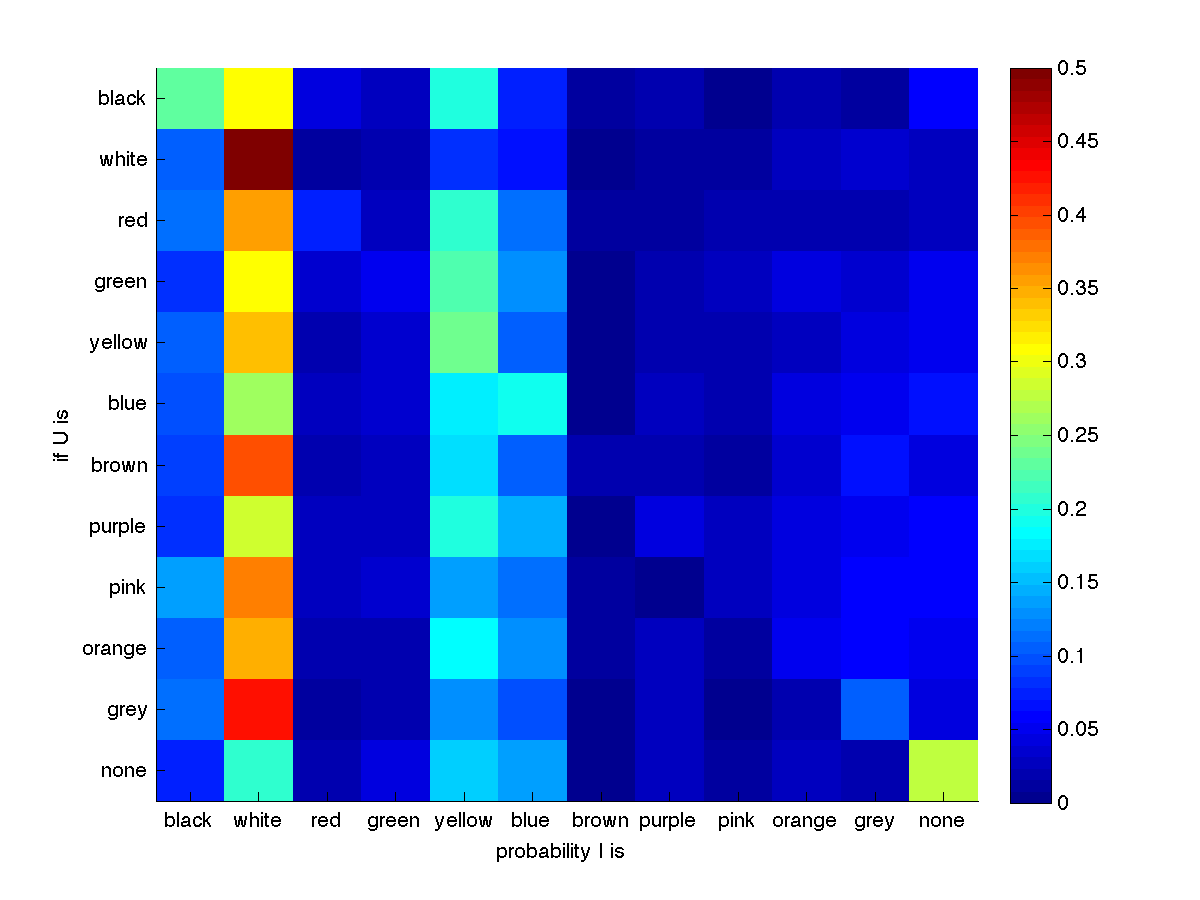 black
white
red
green
yellow
blue
brown
purple
pink
orange
grey
none
if U is
black white red green yellow blue brown purple pink orange grey none
probability I is
0.5
0.45
0.4
0.35
0.3
0.25
0.2
0.15
0.1
0.05
0